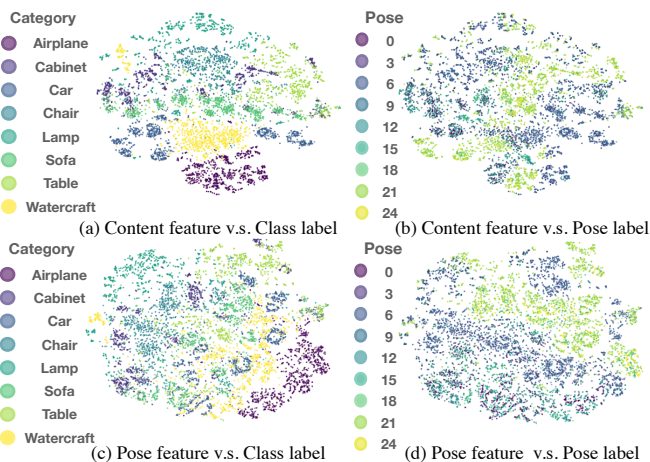 Category
Airplane
Cabinet
Car
Chair
Lamp
Sofa
Table
Watercraft
Pose
0
3
6
9
12
15
18
21
24
(a) Content feature v.s. Class label
(b) Content feature v.s. Pose label
Category
Airplane
Cabinet
Car
Chair
Lamp
Sofa
Table
Watercraft
Pose
0
3
6
9
12
15
18
21
24
(c) Pose feature v.s. Class label
(d) Pose feature v.s. Pose label